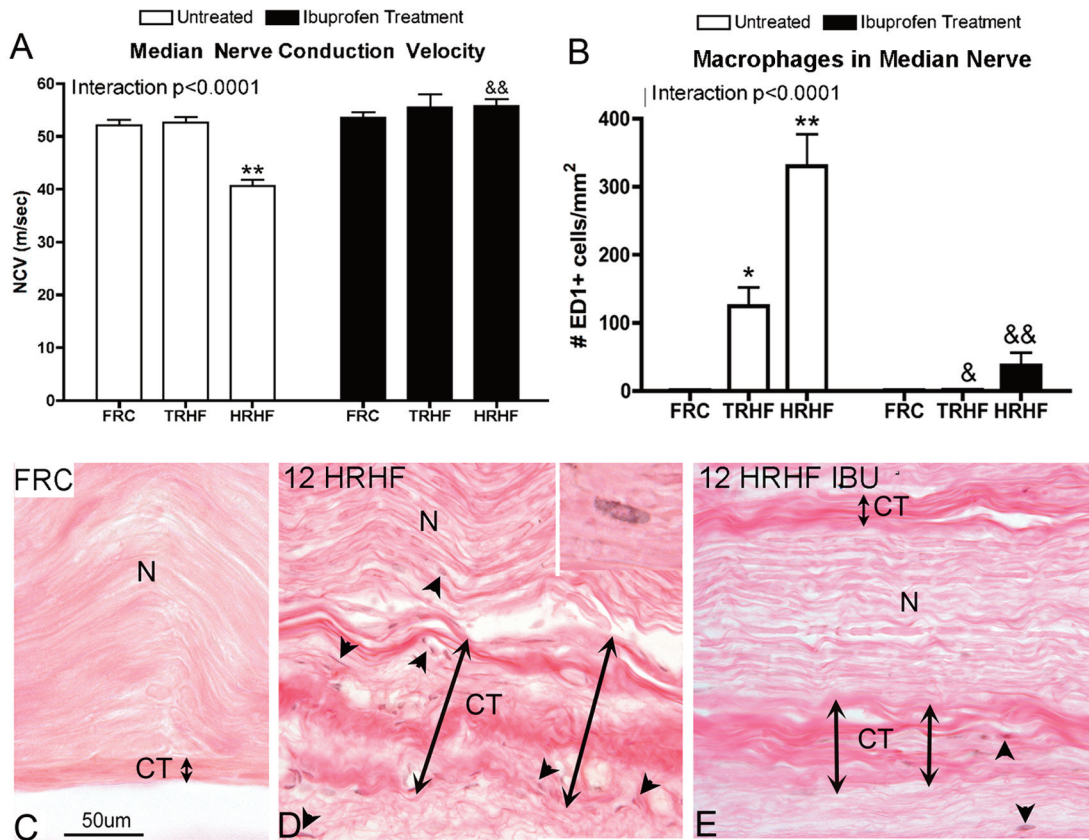 Untreated Ibuprofen Treatment
A
Median Nerve Conduction Velocity
Interaction p<0.0001
NCV (m/sec)
60
50
40
30
20
10
0
**
&&
FRC TRHF HRHF FRC TRHF HRHF
Untreated Ibuprofen Treatment
B
Macrophages in Median Nerve
Interaction p<0.0001
# ED1+ cells/mm²
400
300
200
100
0
*
**
&
&&
FRC TRHF HRHF FRC TRHF HRHF
FRC
N
CT
C
50um
12 HRHF
N
CT
D
12 HRHF IBU
CT
N
CT
E